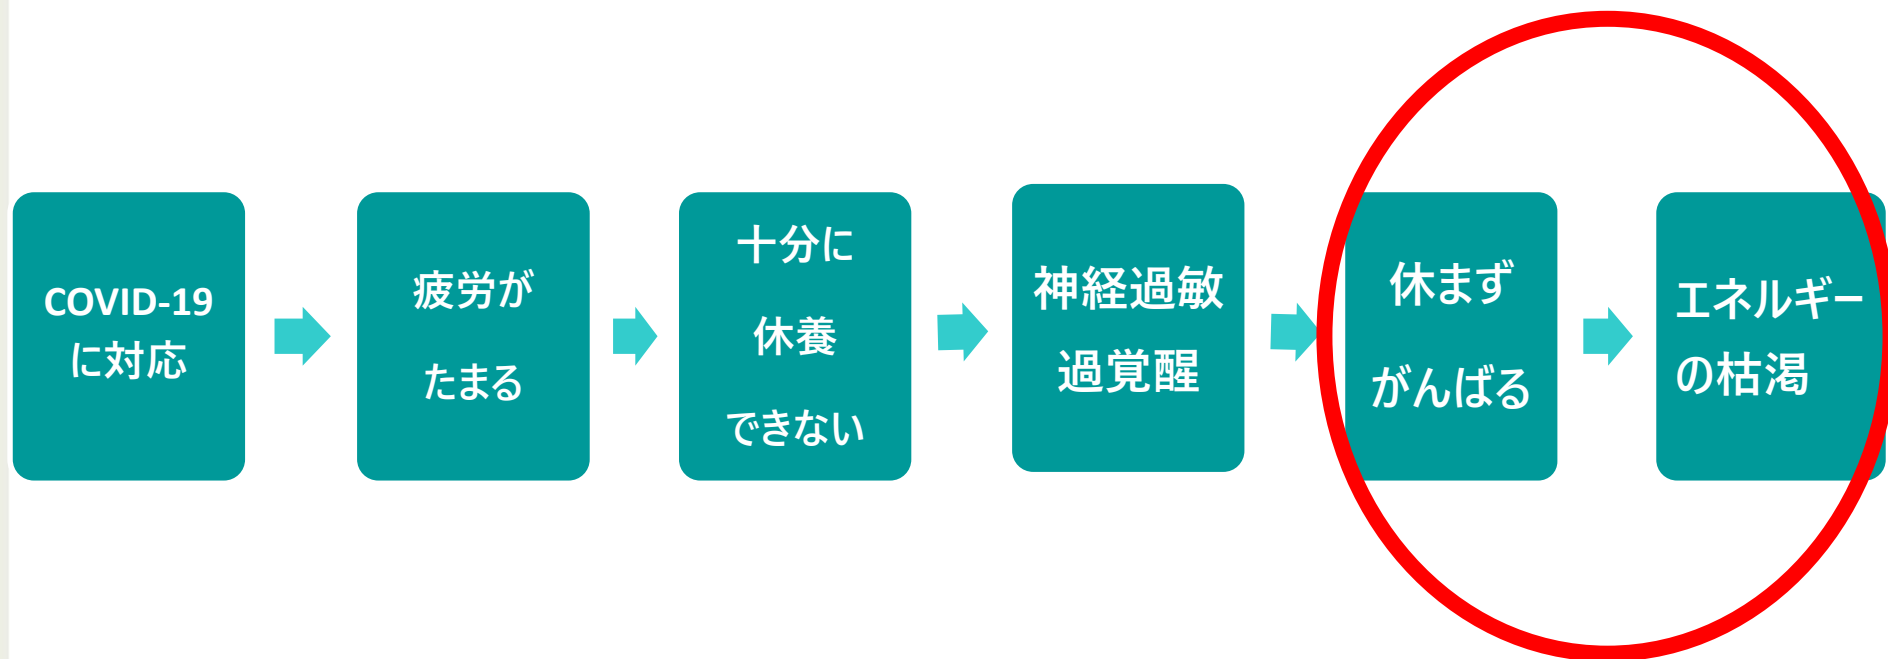 COVID-19
に対応
疲労が
たまる
十分に
休養
できない
神経過敏
過覚醒
休まず
がんばる
エネルギー
の枯渇